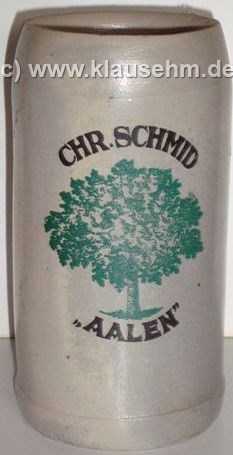 (c) www.klausehm.de
CHR. SCHMID
„AALEN"